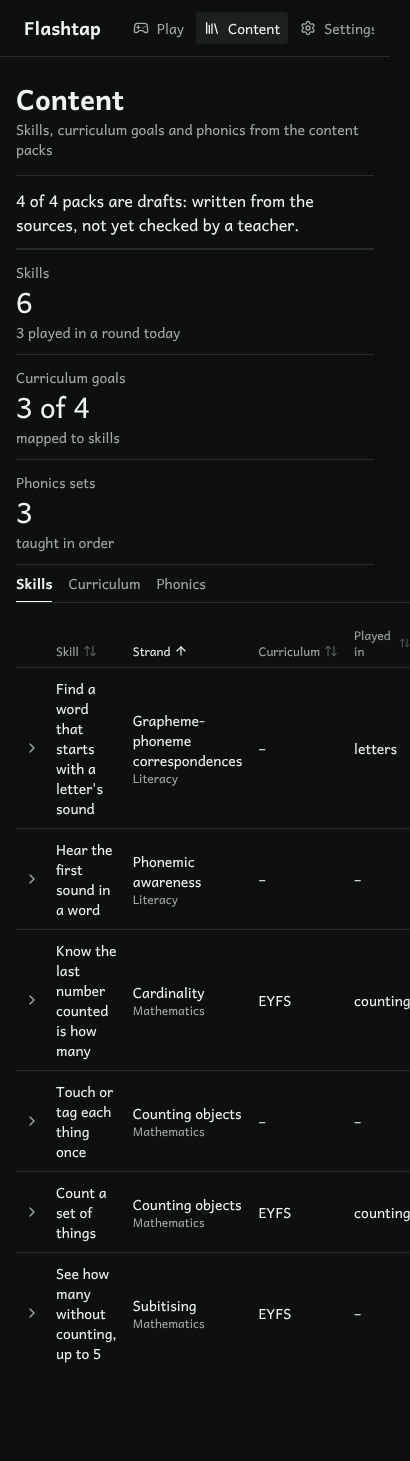 Flashtap Play Content Settings
Content
Skills, curriculum goals and phonics from the content
packs
4 of 4 packs are drafts: written from the
sources, not yet checked by a teacher.
Skills
6
3 played in a round today
Curriculum goals
3 of 4
mapped to skills
Phonics sets
3
taught in order
Skills Curriculum Phonics
Skill Strand Curriculum Played in
Find a
word
that
starts
with a
letter's
sound
Grapheme-
phoneme
correspondences
Literacy
–
letters
Hear the
first
sound in
a word
Phonemic
awareness
Literacy
–
–
Know the
last
number
counted
is how
many
Cardinality
Mathematics
EYFS
counting
Touch or
tag each
thing
once
Counting objects
Mathematics
–
–
Count a
set of
things
Counting objects
Mathematics
EYFS
counting
See how
many
without
counting,
up to 5
Subitising
Mathematics
EYFS
–